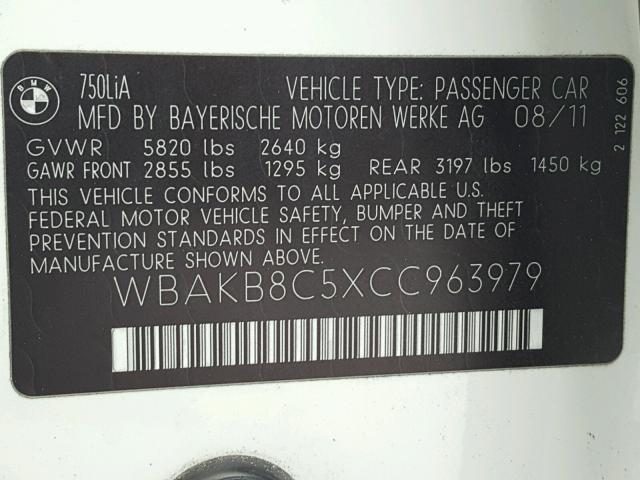 BMW
750LiA VEHICLE TYPE: PASSENGER CAR
MFD BY BAYERISCHE MOTOREN WERKE AG 08/11
GVWR 5820 lbs 2640 kg
GAWR FRONT 2855 lbs 1295 kg REAR 3197 lbs 1450 kg
THIS VEHICLE CONFORMS TO ALL APPLICABLE U.S.
FEDERAL MOTOR VEHICLE SAFETY, BUMPER AND THEFT
PREVENTION STANDARDS IN EFFECT ON THE DATE OF
MANUFACTURE SHOWN ABOVE.
WBAKB8C5XCC963979
2 122 606